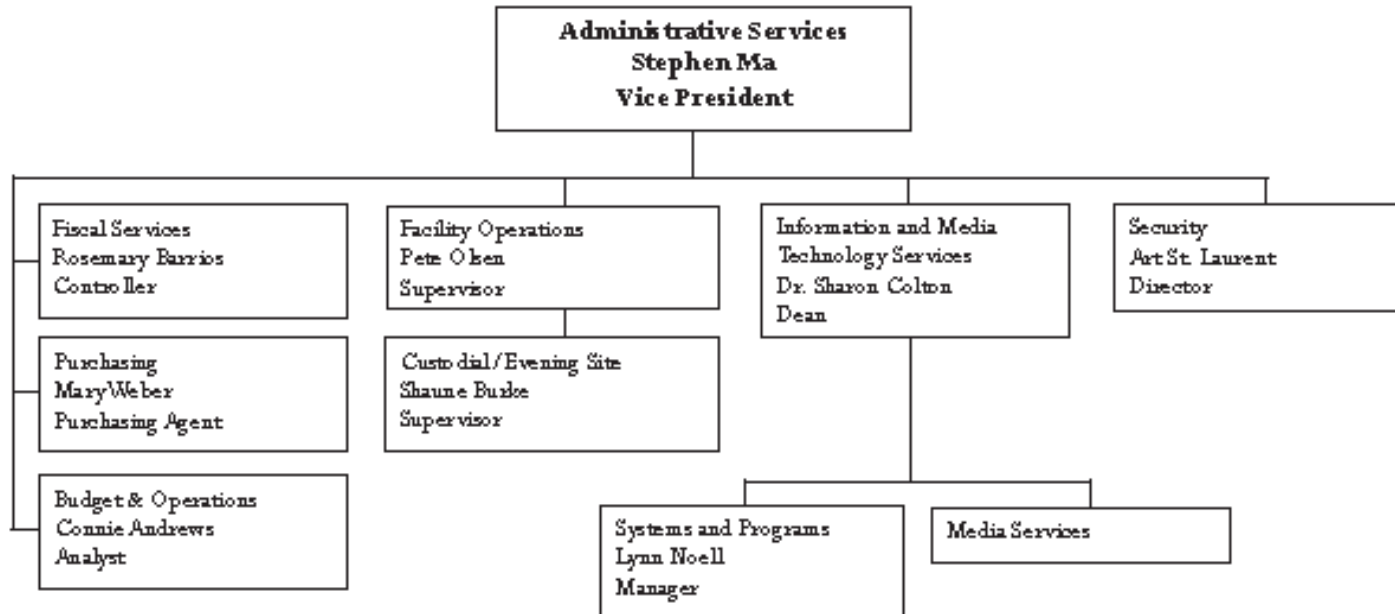 Administrative Services
Stephen Ma
Vice President
Fiscal Services
Rosemary Barrios
Controller
Facility Operations
Pete Olsen
Supervisor
Information and Media
Technology Services
Dr. Sharon Colton
Dean
Security
Art St. Laurent
Director
Purchasing
Mary Weber
Purchasing Agent
Custodial/Evening Site
Shaune Burke
Supervisor
Budget & Operations
Connie Andrews
Analyst
Systems and Programs
Lynn Noell
Manager
Media Services